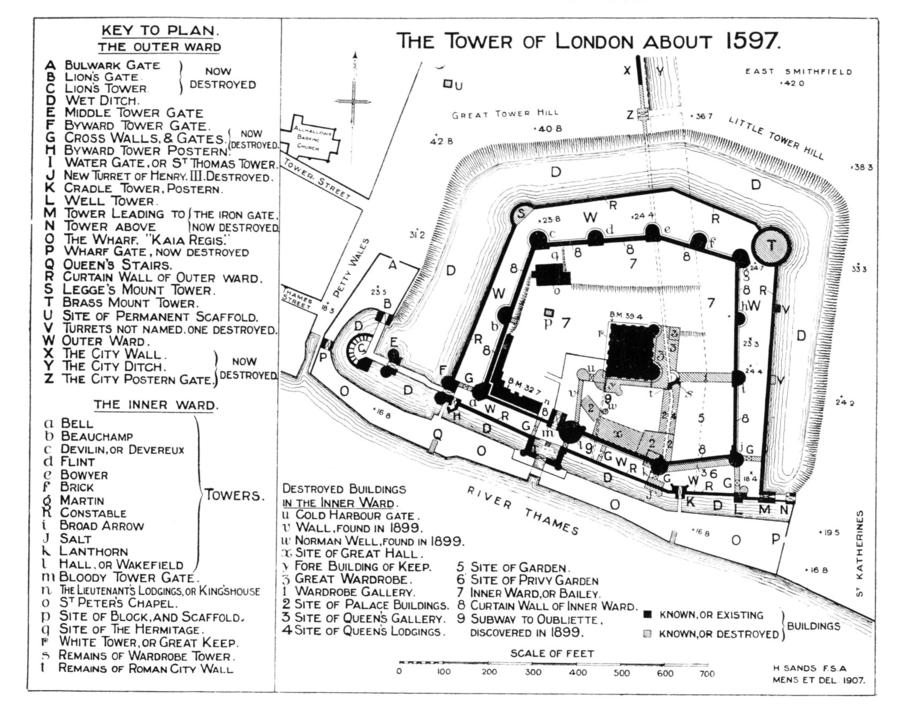 KEY TO PLAN.
THE OUTER WARD
A BULWARK GATE
B LION'S GATE
C LION'S TOWER
NOW DESTROYED
D WET DITCH.
E MIDDLE TOWER GATE
F BYWARD TOWER GATE.
G CROSS WALLS, & GATES,
H BYWARD TOWER POSTERN
NOW DESTROYED.
I WATER GATE, OR ST THOMAS TOWER.
J NEW TURRET OF HENRY. III. DESTROYED.
K CRADLE TOWER, POSTERN.
L WELL TOWER.
M TOWER LEADING TO
N TOWER ABOVE
THE IRON GATE,
NOW DESTROYED.
O THE WHARF, "KAIA REGIS."
P WHARF GATE, NOW DESTROYED
Q QUEEN'S STAIRS.
R CURTAIN WALL OF OUTER WARD.
S LEGGE'S MOUNT TOWER.
T BRASS MOUNT TOWER.
U SITE OF PERMANENT SCAFFOLD.
V TURRETS NOT NAMED. ONE DESTROYED.
W OUTER WARD.
X THE CITY WALL.
Y THE CITY DITCH.
Z THE CITY POSTERN GATE.
NOW DESTROYED
THE INNER WARD.
a BELL
b BEAUCHAMP
c DEVILIN, OR DEVEREUX
d FLINT
e BOWYER
f BRICK
g MARTIN
h CONSTABLE
i BROAD ARROW
J SALT
k LANTHORN
l HALL, OR WAKEFIELD
TOWERS.
m BLOODY TOWER GATE.
n THE LIEUTENANT'S LODGINGS, OR KING'S HOUSE
o ST PETER'S CHAPEL.
p SITE OF BLOCK, AND SCAFFOLD.
q SITE OF THE HERMITAGE.
r WHITE TOWER, OR GREAT KEEP.
s REMAINS OF WARDROBE TOWER.
t REMAINS OF ROMAN CITY WALL
THE TOWER OF LONDON ABOUT 1597.
EAST SMITHFIELD
+42.0
GREAT TOWER HILL
+40.8
LITTLE TOWER HILL
+36.7
+38.3
42.8
ALLHALLOWS
BARKING
CHURCH
TOWER STREET
PETTY WALES
THAMES STREET
31.2
33.3
24.2
+23.8
+24.4
24.7
23.5
18.3
B M 39.4
B M 32.7
23.3
24.4
18.4
+16.8
+16.8
+19.5
+16.8
RIVER THAMES
ST KATHERINES
DESTROYED BUILDINGS
IN THE INNER WARD.
u COLD HARBOUR GATE.
v WALL, FOUND IN 1899.
w NORMAN WELL, FOUND IN 1899.
x SITE OF GREAT HALL.
y FORE BUILDING OF KEEP.
z GREAT WARDROBE.
1 WARDROBE GALLERY.
2 SITE OF PALACE BUILDINGS.
3 SITE OF QUEEN'S GALLERY.
4 SITE OF QUEEN'S LODGINGS.
5 SITE OF GARDEN.
6 SITE OF PRIVY GARDEN
7 INNER WARD, OR BAILEY.
8 CURTAIN WALL OF INNER WARD.
9 SUBWAY TO OUBLIETTE,
DISCOVERED IN 1899.
KNOWN, OR EXISTING
KNOWN, OR DESTROYED
BUILDINGS
SCALE OF FEET
0 100 200 300 400 500 600 700
H SANDS F.S.A
MENS ET DEL 1907.